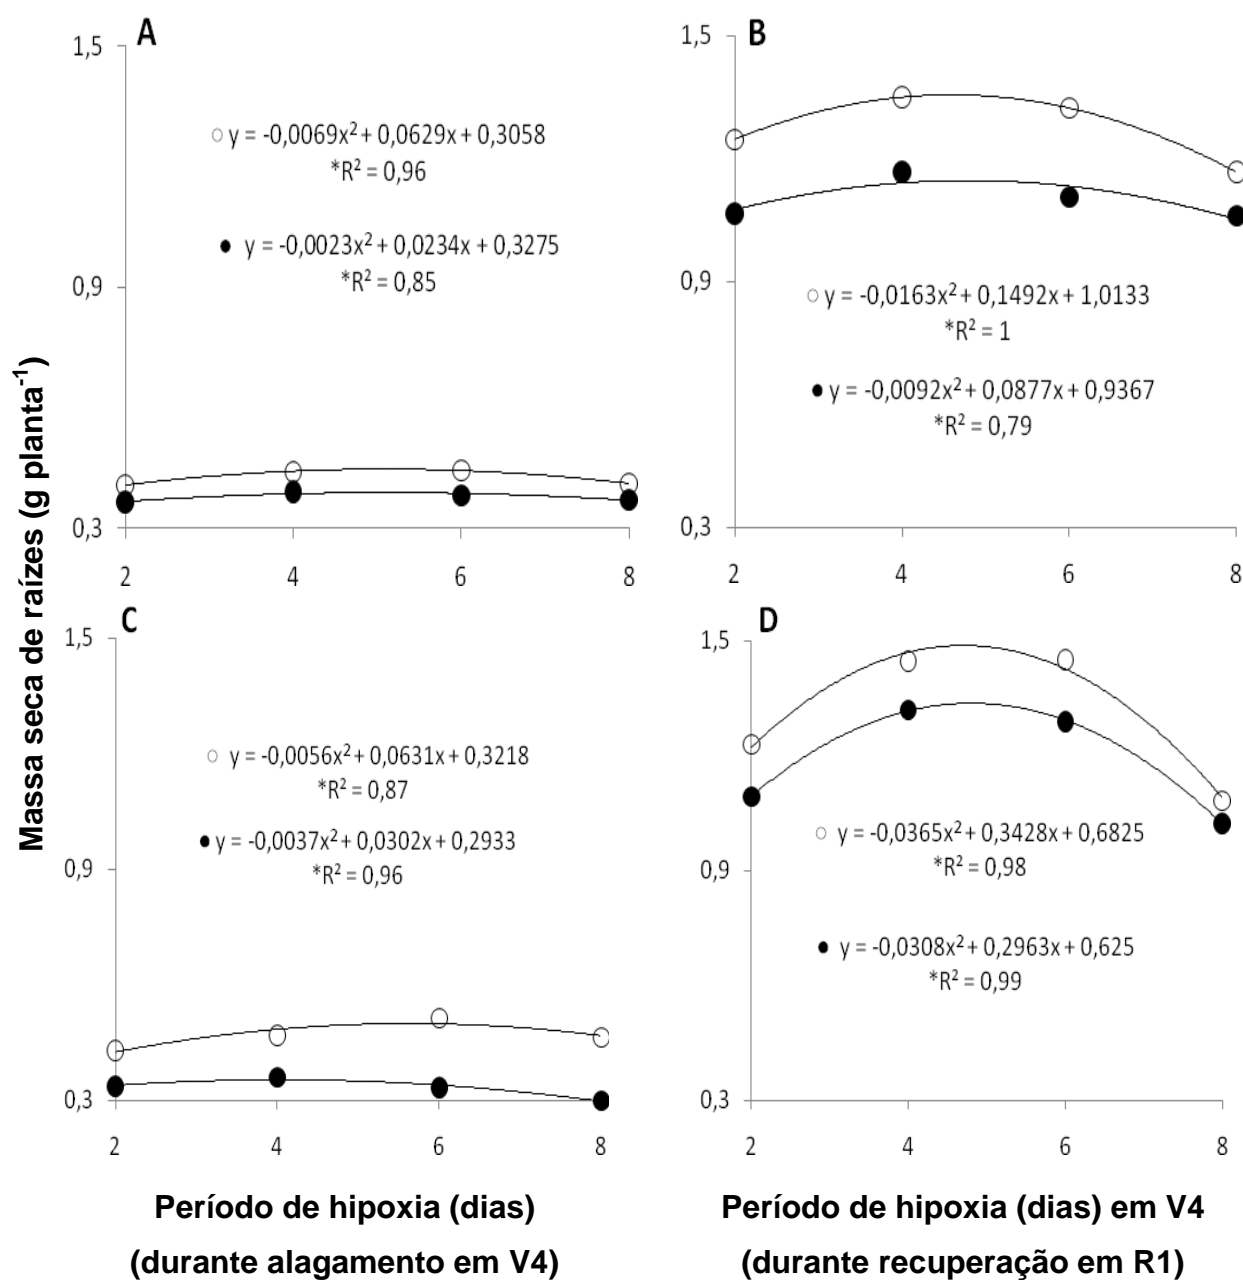 Massa seca de raízes (g planta⁻¹)
A
1,5
y = -0,0069x² + 0,0629x + 0,3058
*R² = 0,96
y = -0,0023x² + 0,0234x + 0,3275
*R² = 0,85
0,9
0,3
2 4 6 8
B
1,5
0,9
y = -0,0163x² + 0,1492x + 1,0133
*R² = 1
y = -0,0092x² + 0,0877x + 0,9367
*R² = 0,79
0,3
2 4 6 8
C
1,5
y = -0,0056x² + 0,0631x + 0,3218
*R² = 0,87
y = -0,0037x² + 0,0302x + 0,2933
*R² = 0,96
0,9
0,3
2 4 6 8
D
1,5
y = -0,0365x² + 0,3428x + 0,6825
*R² = 0,98
0,9
y = -0,0308x² + 0,2963x + 0,625
*R² = 0,99
0,3
2 4 6 8
Período de hipoxia (dias)
(durante alagamento em V4)
Período de hipoxia (dias) em V4
(durante recuperação em R1)